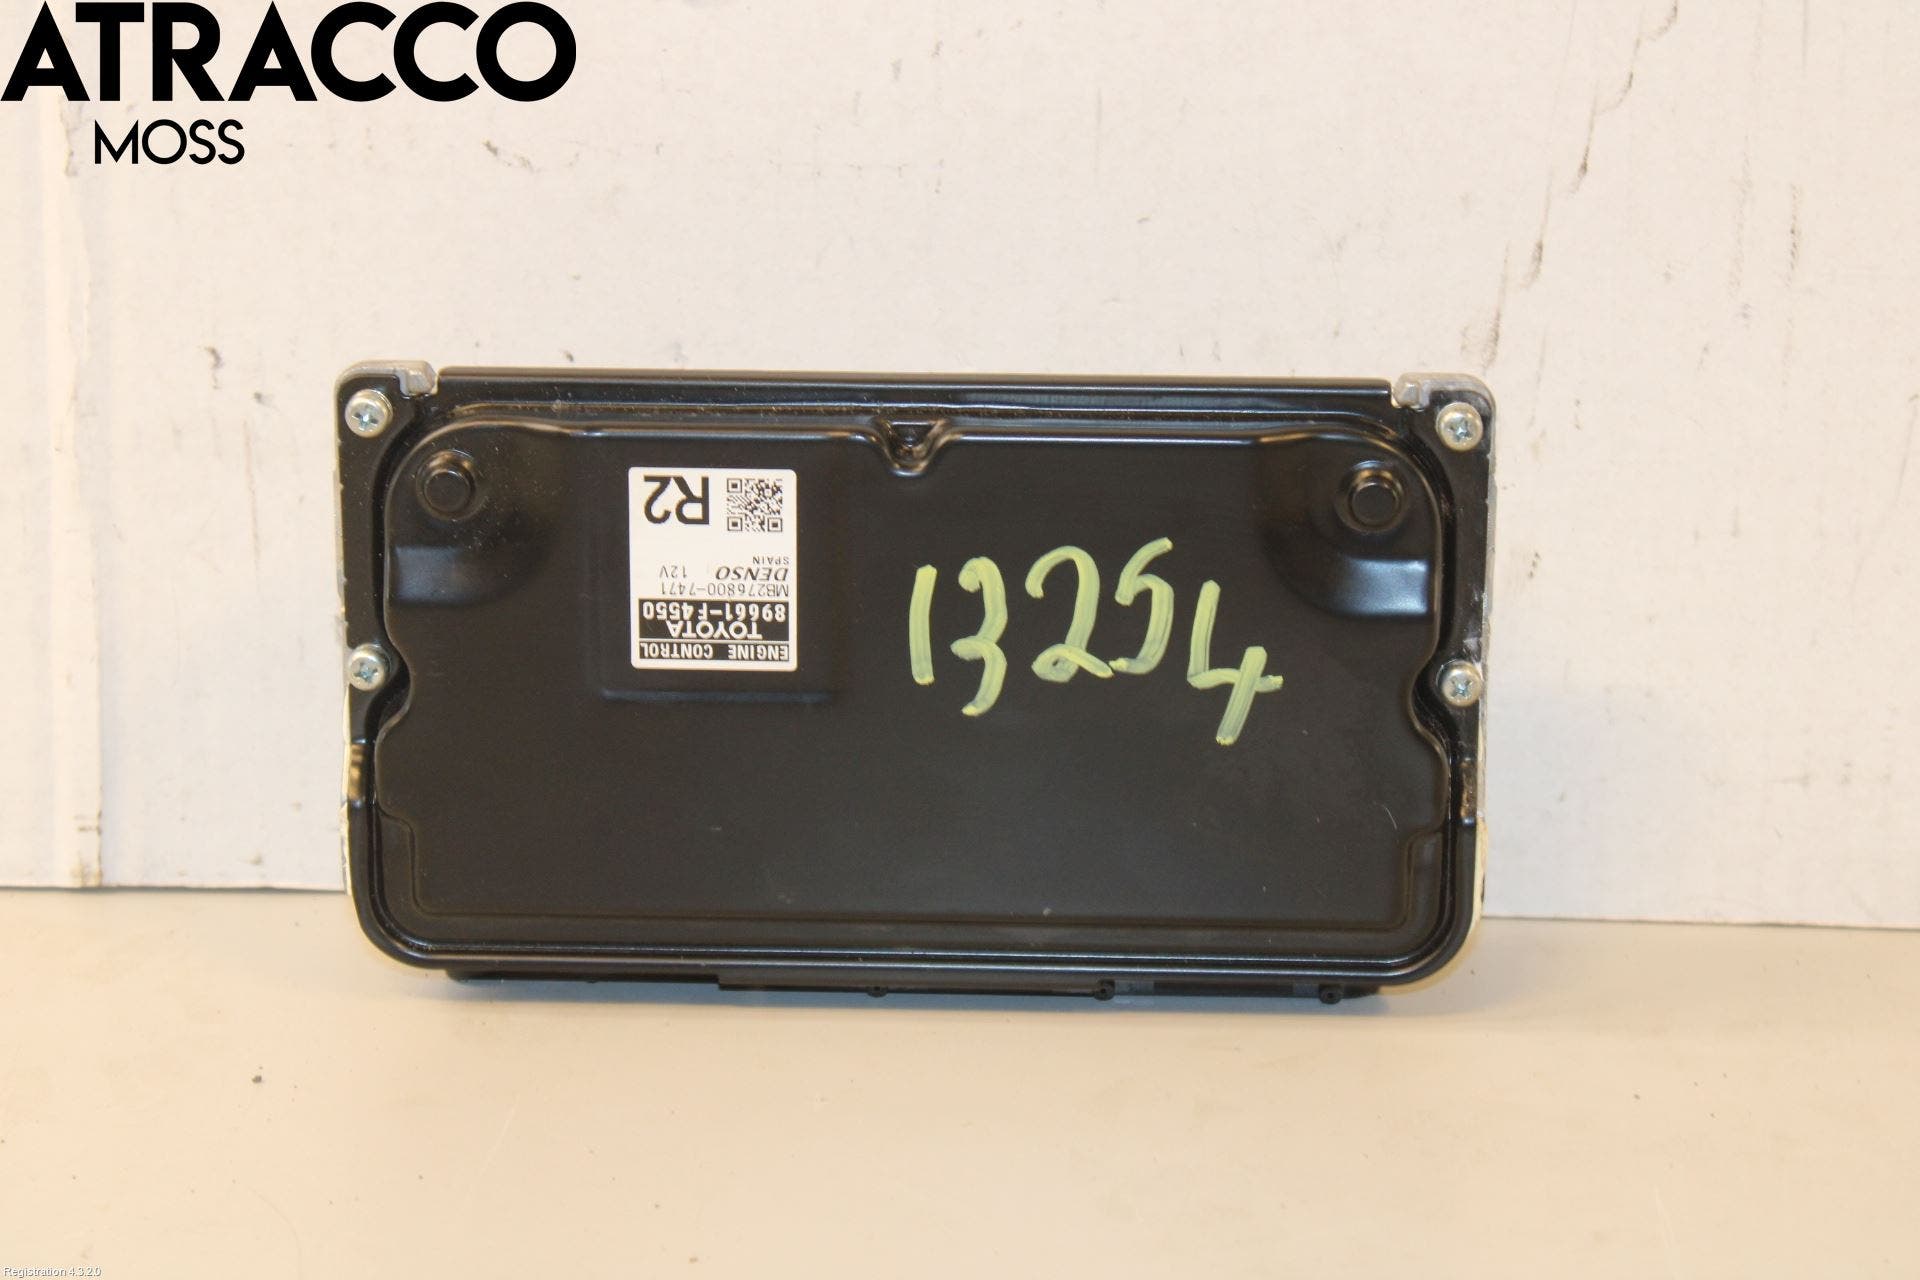 ATRACCO
MOSS
ENGINE CONTROL
TOYOTA
89661-F4550
MB276800-7471
DENSO 12V
SPAIN
R2
13254
Registration 4.3.2.0